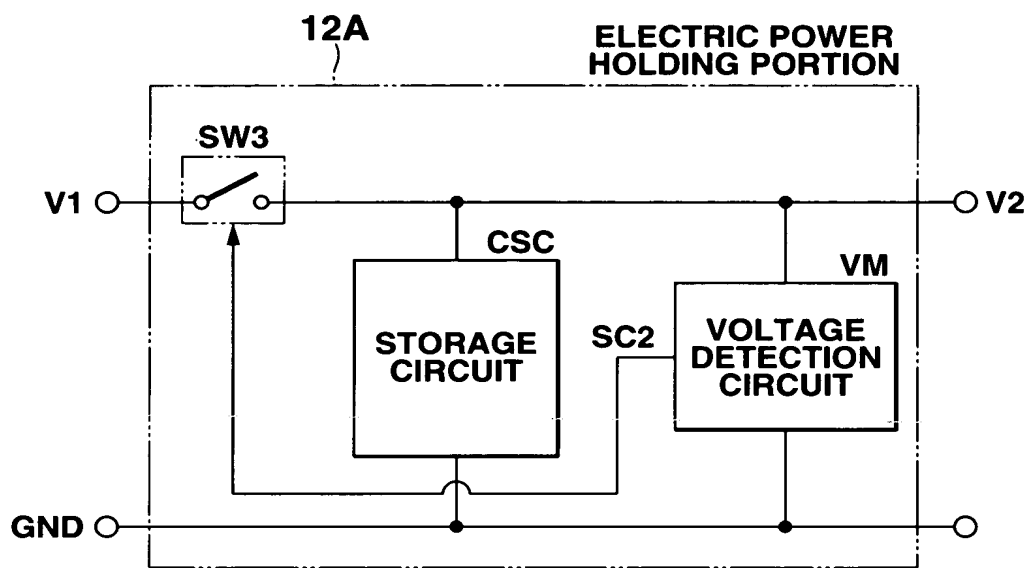 12A
ELECTRIC POWER
HOLDING PORTION
SW3
V1
V2
CSC
VM
STORAGE
CIRCUIT
SC2
VOLTAGE
DETECTION
CIRCUIT
GND